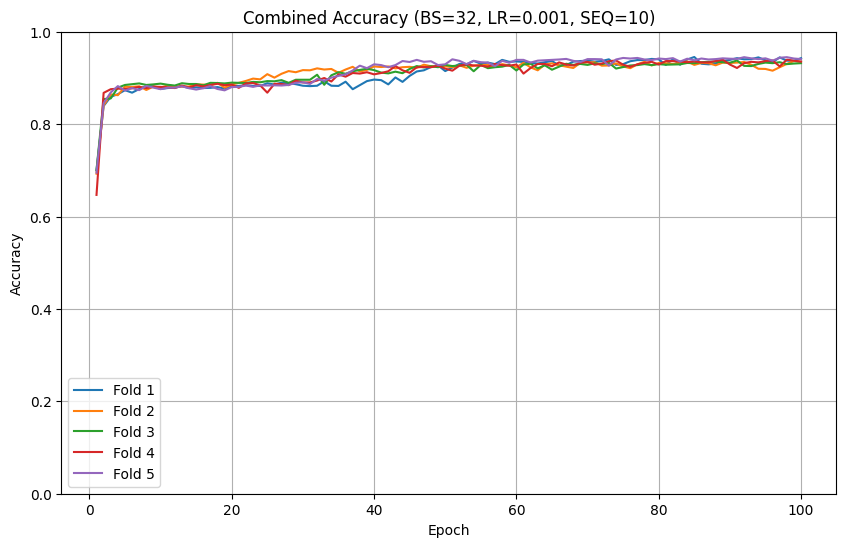 Combined Accuracy (BS=32, LR=0.001, SEQ=10)
1.0
0.8
0.6
0.4
0.2
0.0
Accuracy
Fold 1
Fold 2
Fold 3
Fold 4
Fold 5
0 20 40 60 80 100
Epoch